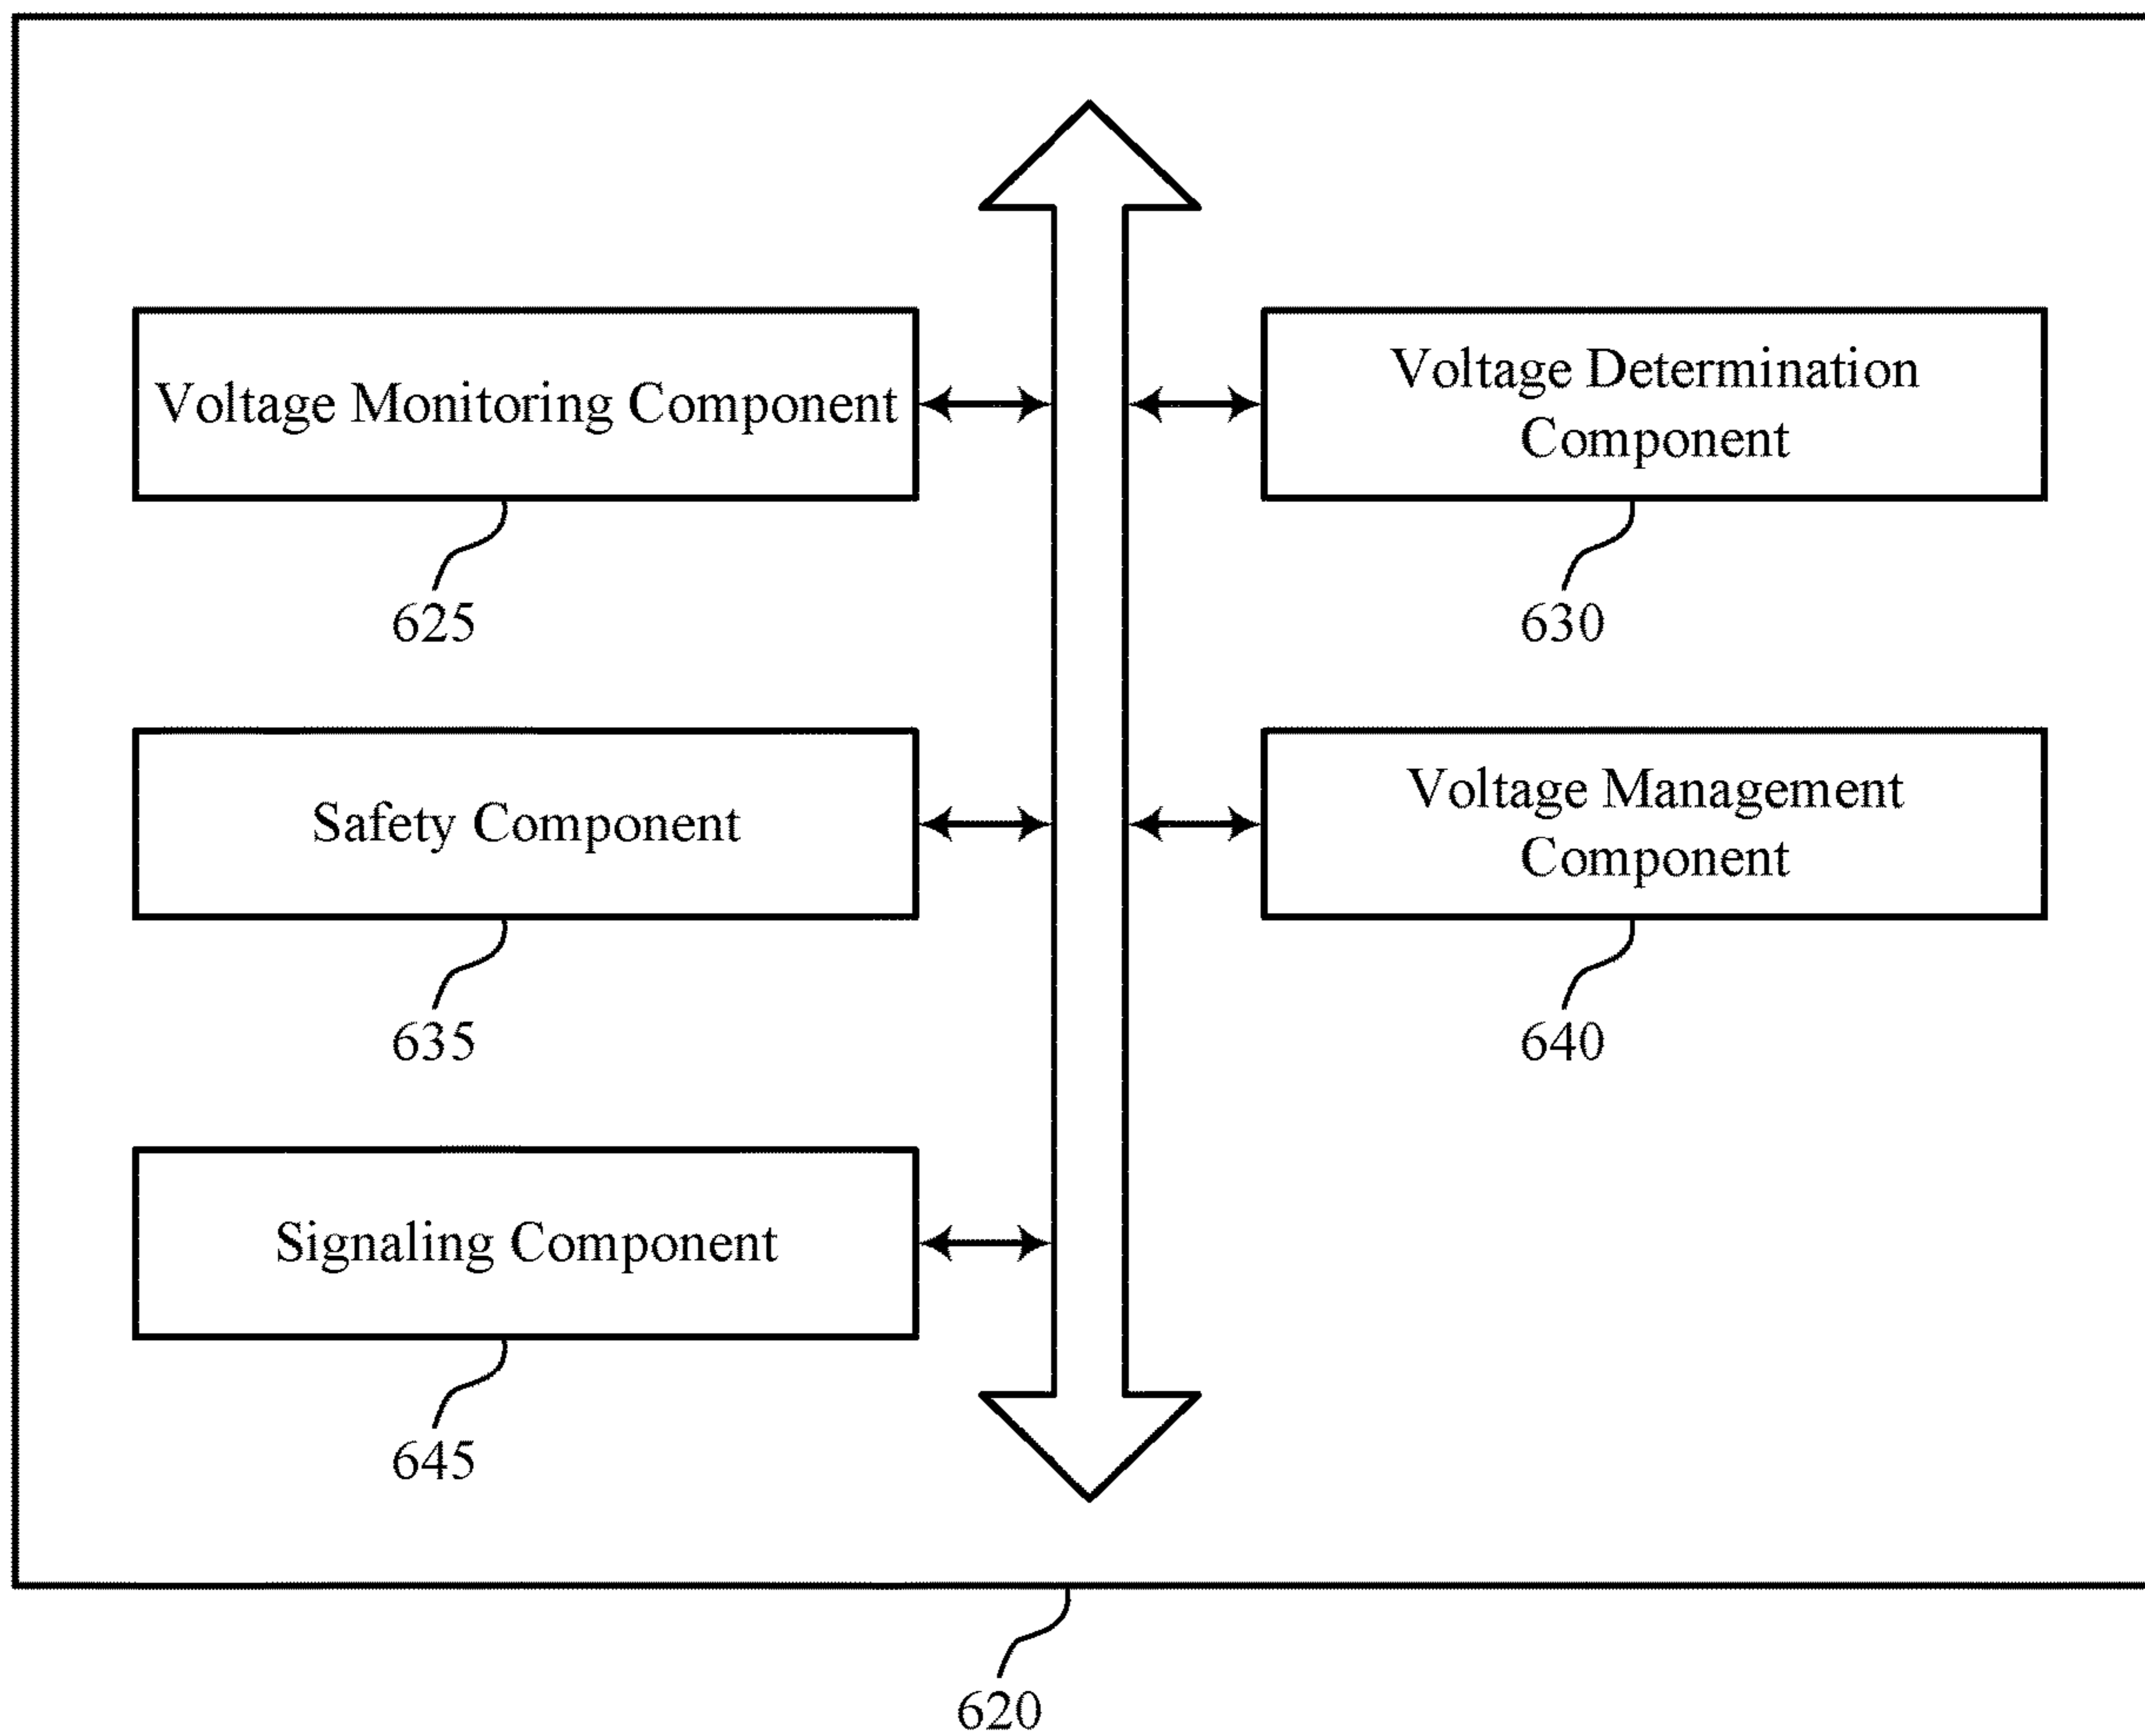 Voltage Monitoring Component
625
Voltage Determination
Component
630
Safety Component
635
Voltage Management
Component
640
Signaling Component
645
620